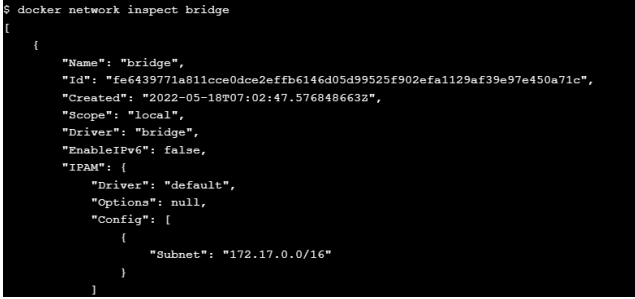 $ docker network inspect bridge
[
    {
        "Name": "bridge",
        "Id": "fe6439771a811cce0dce2effb6146d05d99525f902efa1129af39e97e450a71c",
        "Created": "2022-05-18T07:02:47.576848663Z",
        "Scope": "local",
        "Driver": "bridge",
        "EnableIPv6": false,
        "IPAM": {
            "Driver": "default",
            "Options": null,
            "Config": [
                {
                    "Subnet": "172.17.0.0/16"
                }
            ]